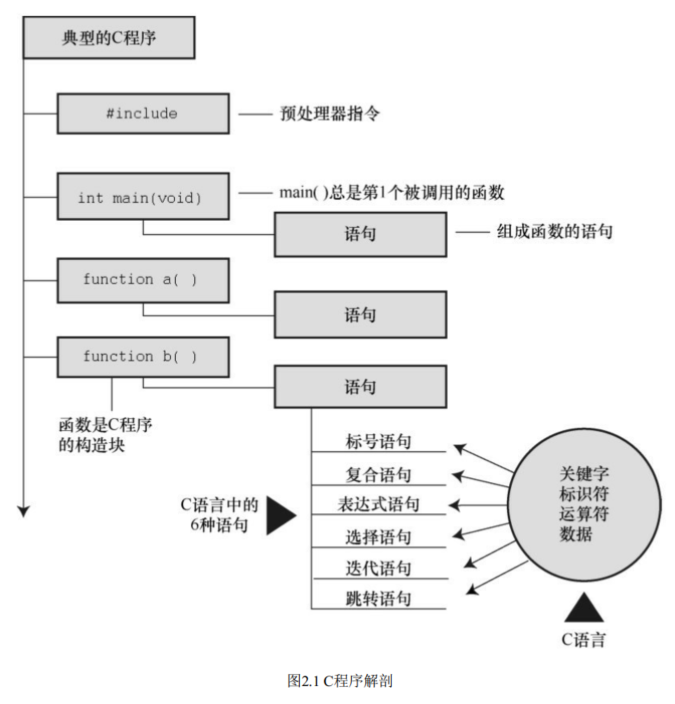 典型的C程序
#include
预处理器指令
int main(void)
main( )总是第1个被调用的函数
语句
组成函数的语句
function a( )
语句
function b( )
语句
函数是C程序
的构造块
标号语句
复合语句
表达式语句
选择语句
迭代语句
跳转语句
C语言中的
6种语句
关键字
标识符
运算符
数据
C语言
图2.1 C程序解剖